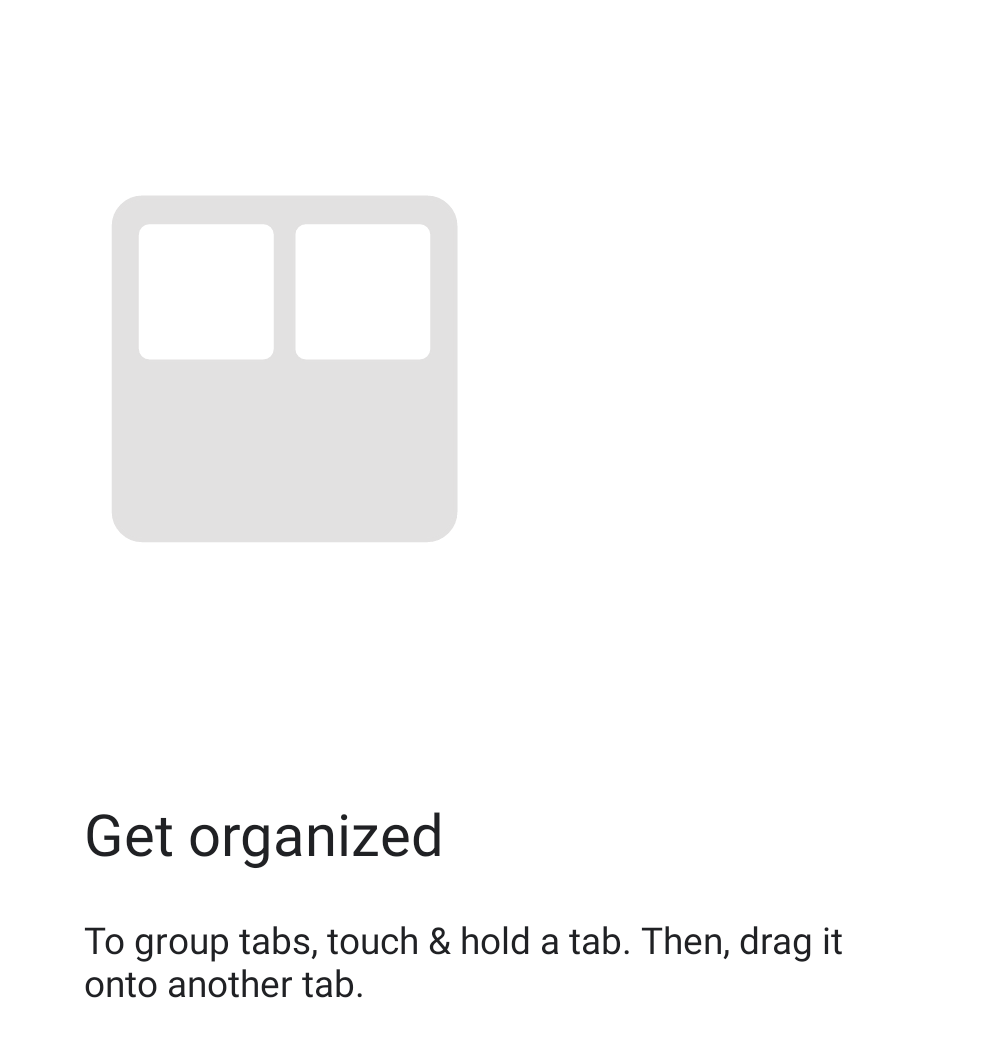 Get organized
To group tabs, touch & hold a tab. Then, drag it
onto another tab.